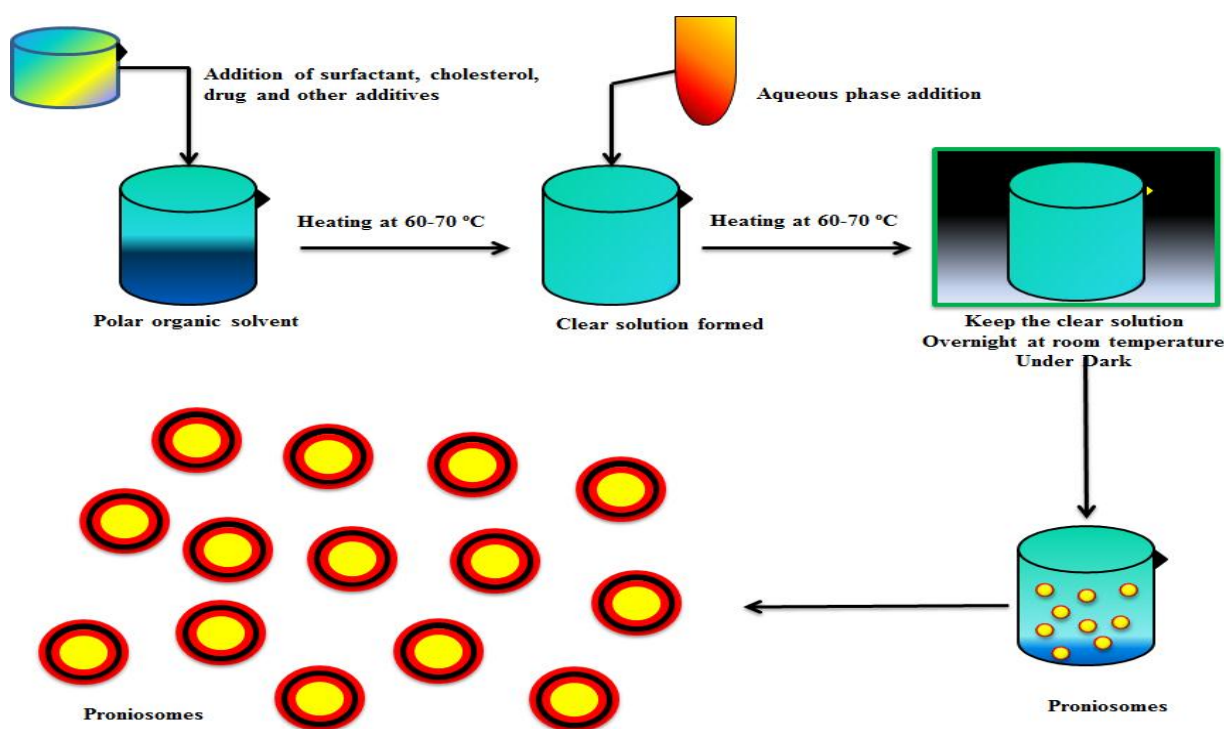 Addition of surfactant, cholesterol,
drug and other additives
Aqueous phase addition
Heating at 60-70 ºC
Heating at 60-70 ºC
Polar organic solvent
Clear solution formed
Keep the clear solution
Overnight at room temperature
Under Dark
Proniosomes
Proniosomes